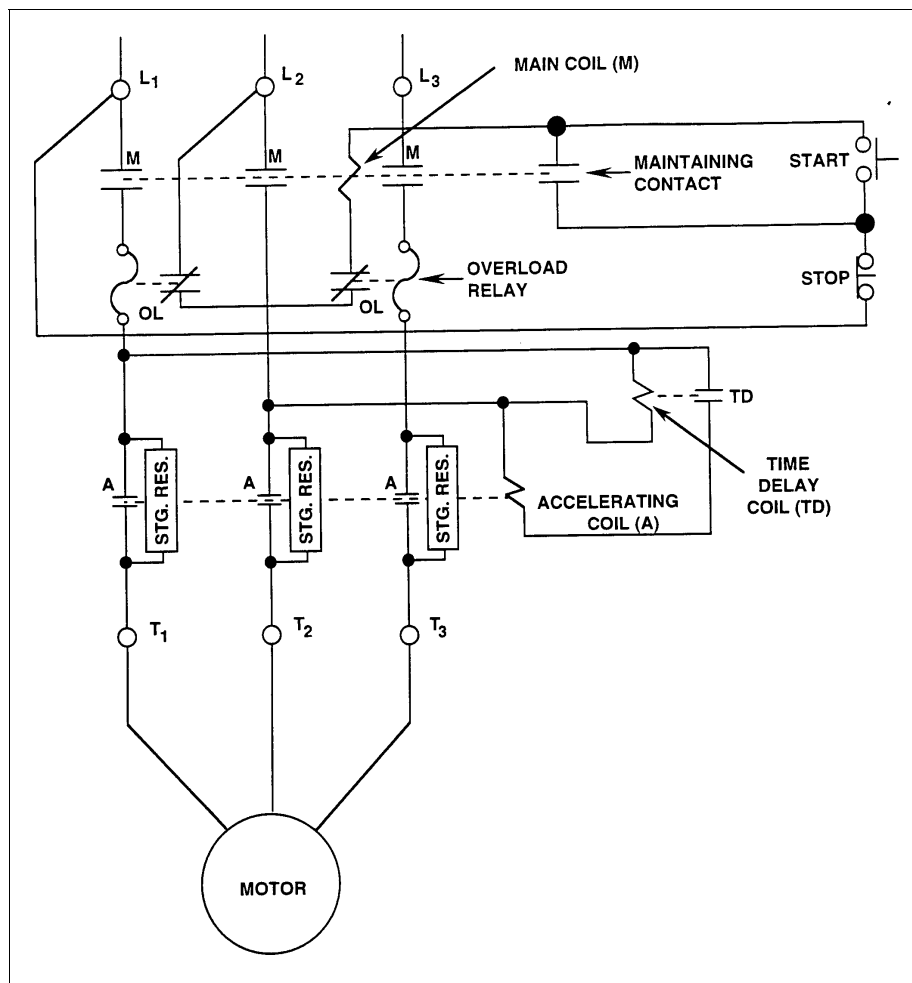 L1
L2
L3
MAIN COIL (M)
M
M
M
MAINTAINING
CONTACT
START
STOP
OVERLOAD
RELAY
OL
OL
TD
TIME
DELAY
COIL (TD)
A
STG. RES.
A
STG. RES.
A
STG. RES.
ACCELERATING
COIL (A)
T1
T2
T3
MOTOR